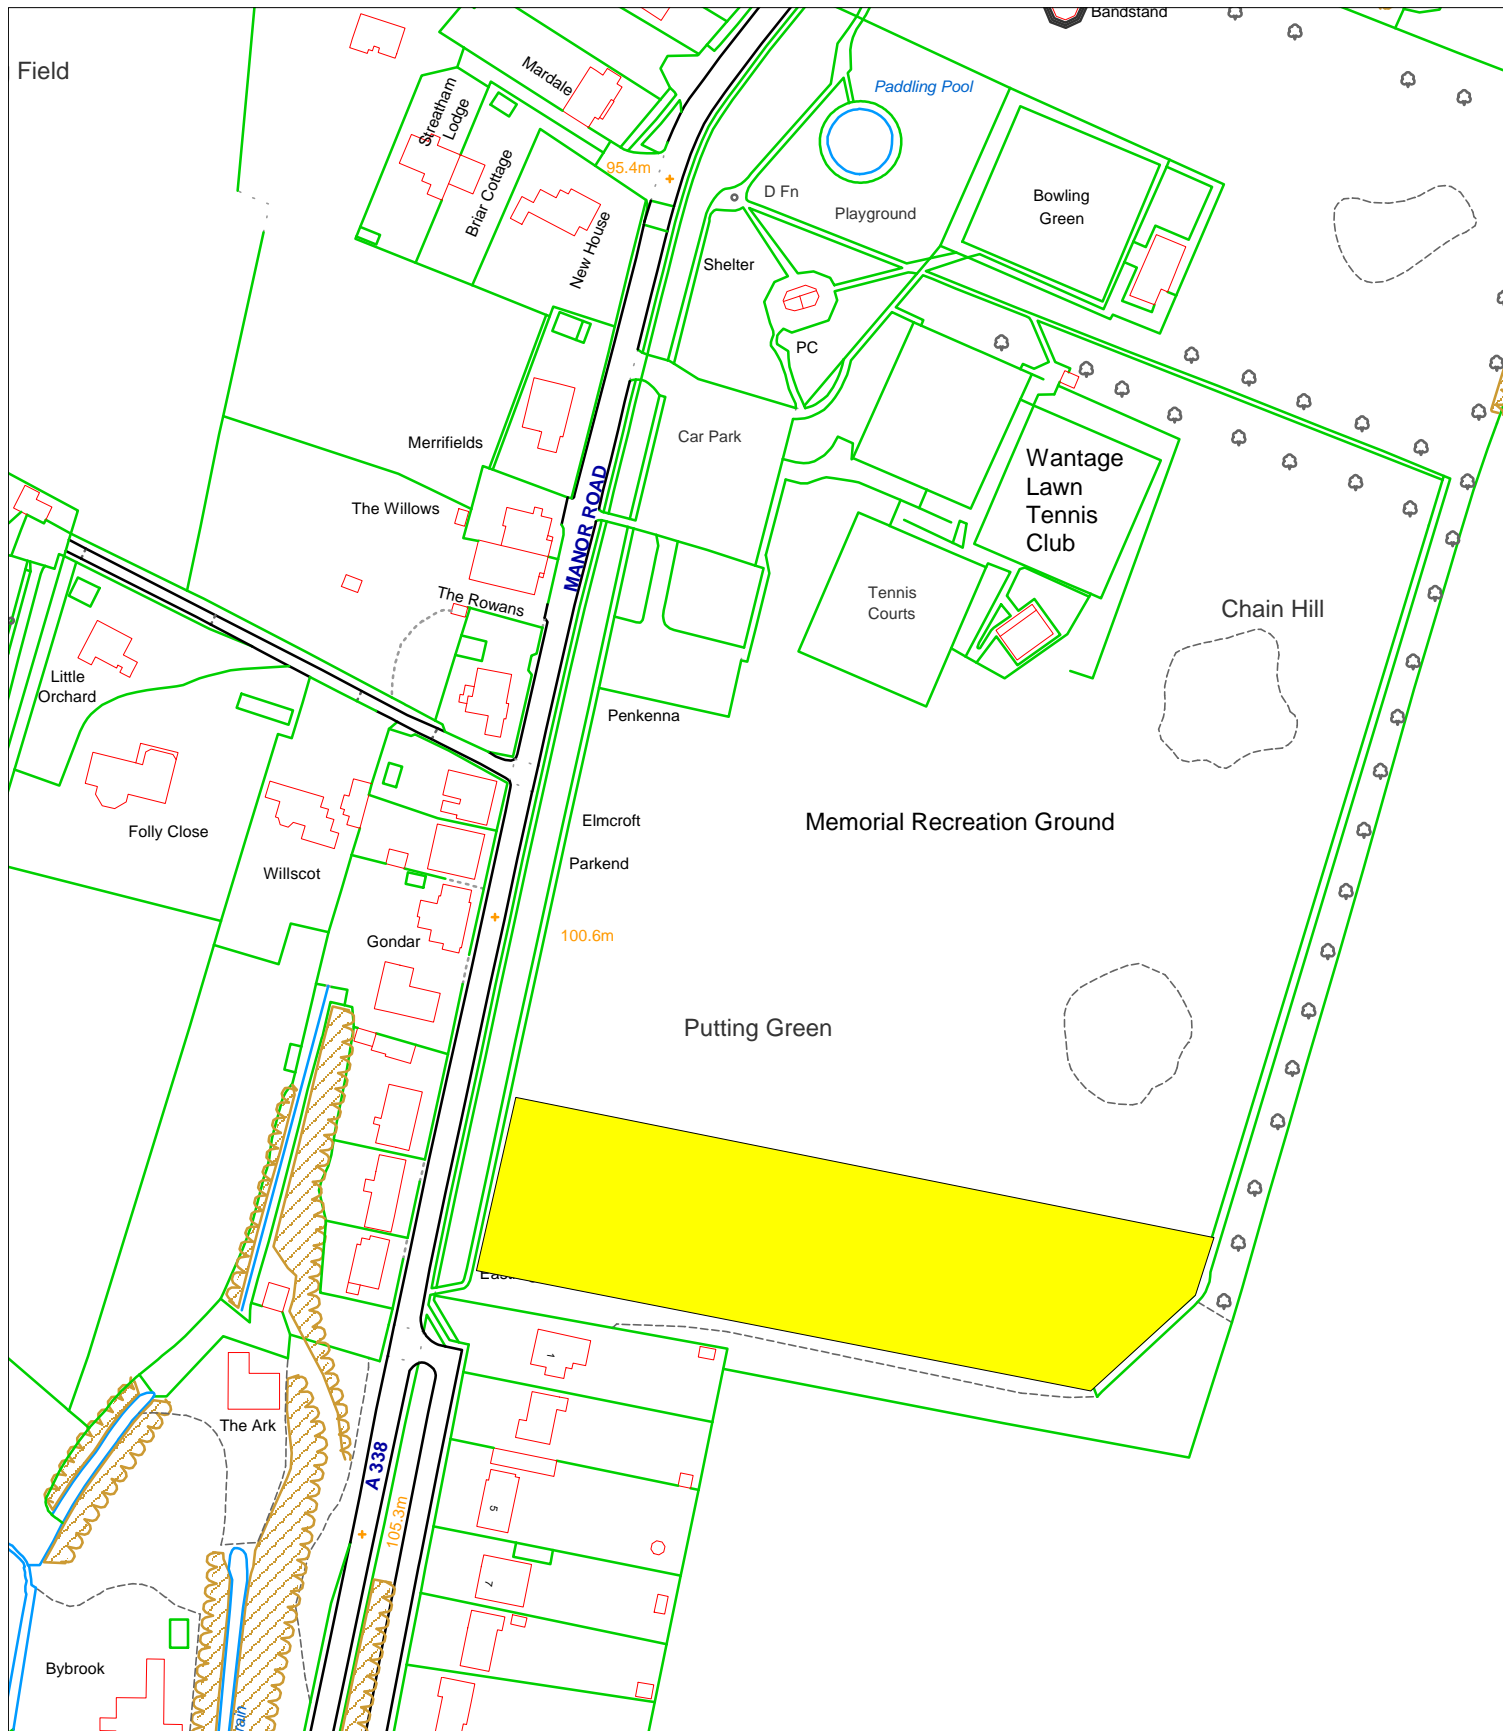 Bandstand
Field
Mardale
Paddling Pool
Streatham
Lodge
Briar Cottage
95.4m
D Fn
Bowling
Green
Playground
New House
Shelter
PC
Merrifields
Car Park
Wantage
Lawn
Tennis
Club
The Willows
MANOR ROAD
The Rowans
Tennis
Courts
Chain Hill
Little
Orchard
Penkenna
Elmcroft
Memorial Recreation Ground
Folly Close
Parkend
Willscot
Gondar
100.6m
Putting Green
1
The Ark
A 338
5
105.3m
7
Bybrook